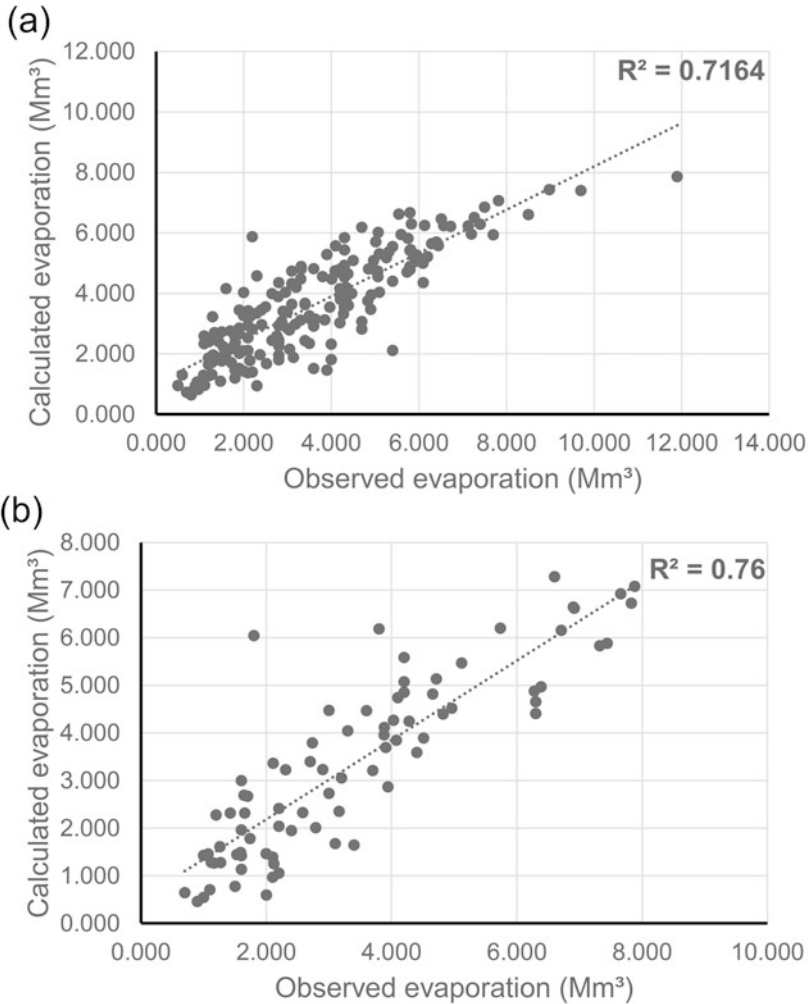 (a)
12.000
R² = 0.7164
10.000
8.000
6.000
4.000
2.000
0.000
Calculated evaporation (Mm³)
0.000 2.000 4.000 6.000 8.000 10.000 12.000 14.000
Observed evaporation (Mm³)
(b)
8.000
R² = 0.76
7.000
6.000
5.000
4.000
3.000
2.000
1.000
0.000
Calculated evaporation (Mm³)
0.000 2.000 4.000 6.000 8.000 10.000
Observed evaporation (Mm³)